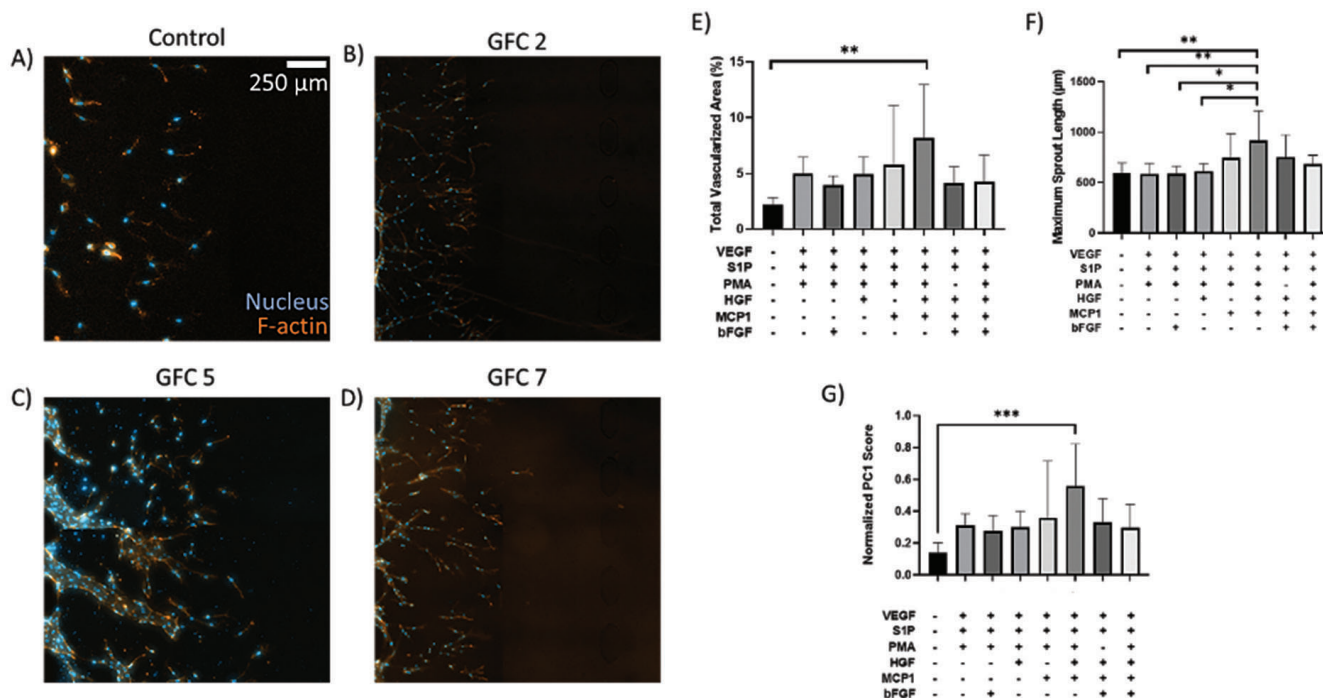 Control
GFC 2
A)
B)
250 µm
Nucleus
F-actin
GFC 5
GFC 7
C)
D)
E)
**
Total Vascularized Area (%)
15
10
5
0
VEGF - + + + + + + +
S1P - + + + + + + +
PMA - + + + + + - +
HGF - - - + - + + +
MCP1 - - - - + + + +
bFGF - - + - - - + +
F)
**
**
*
*
Maximum Sprout Length (µm)
1500
1000
500
0
VEGF - + + + + + + +
S1P - + + + + + + +
PMA - + + + + + - +
HGF - - - + - + + +
MCP1 - - - - + + + +
bFGF - - + - - - + +
G)
***
Normalized PC1 Score
1.0
0.8
0.6
0.4
0.2
0.0
VEGF - + + + + + + +
S1P - + + + + + + +
PMA - + + + + + - +
HGF - - - + - + + +
MCP1 - - - - + + + +
bFGF - - + - - - + +